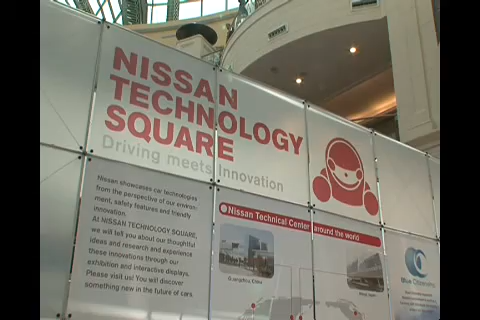 NISSAN
TECHNOLOGY
SQUARE
Driving meets Innovation
Nissan showcases car technologies
from the perspective of our environ-
ment, safety features and friendly
innovation.
At NISSAN TECHNOLOGY SQUARE,
we will tell you about our thoughtful
ideas and research and experience
these innovations through our
exhibition and interactive displays.
Please visit us! You will discover
something new in the future of cars.
Nissan Technical Center around the world
Guangzhou, China
Blue Citizenship